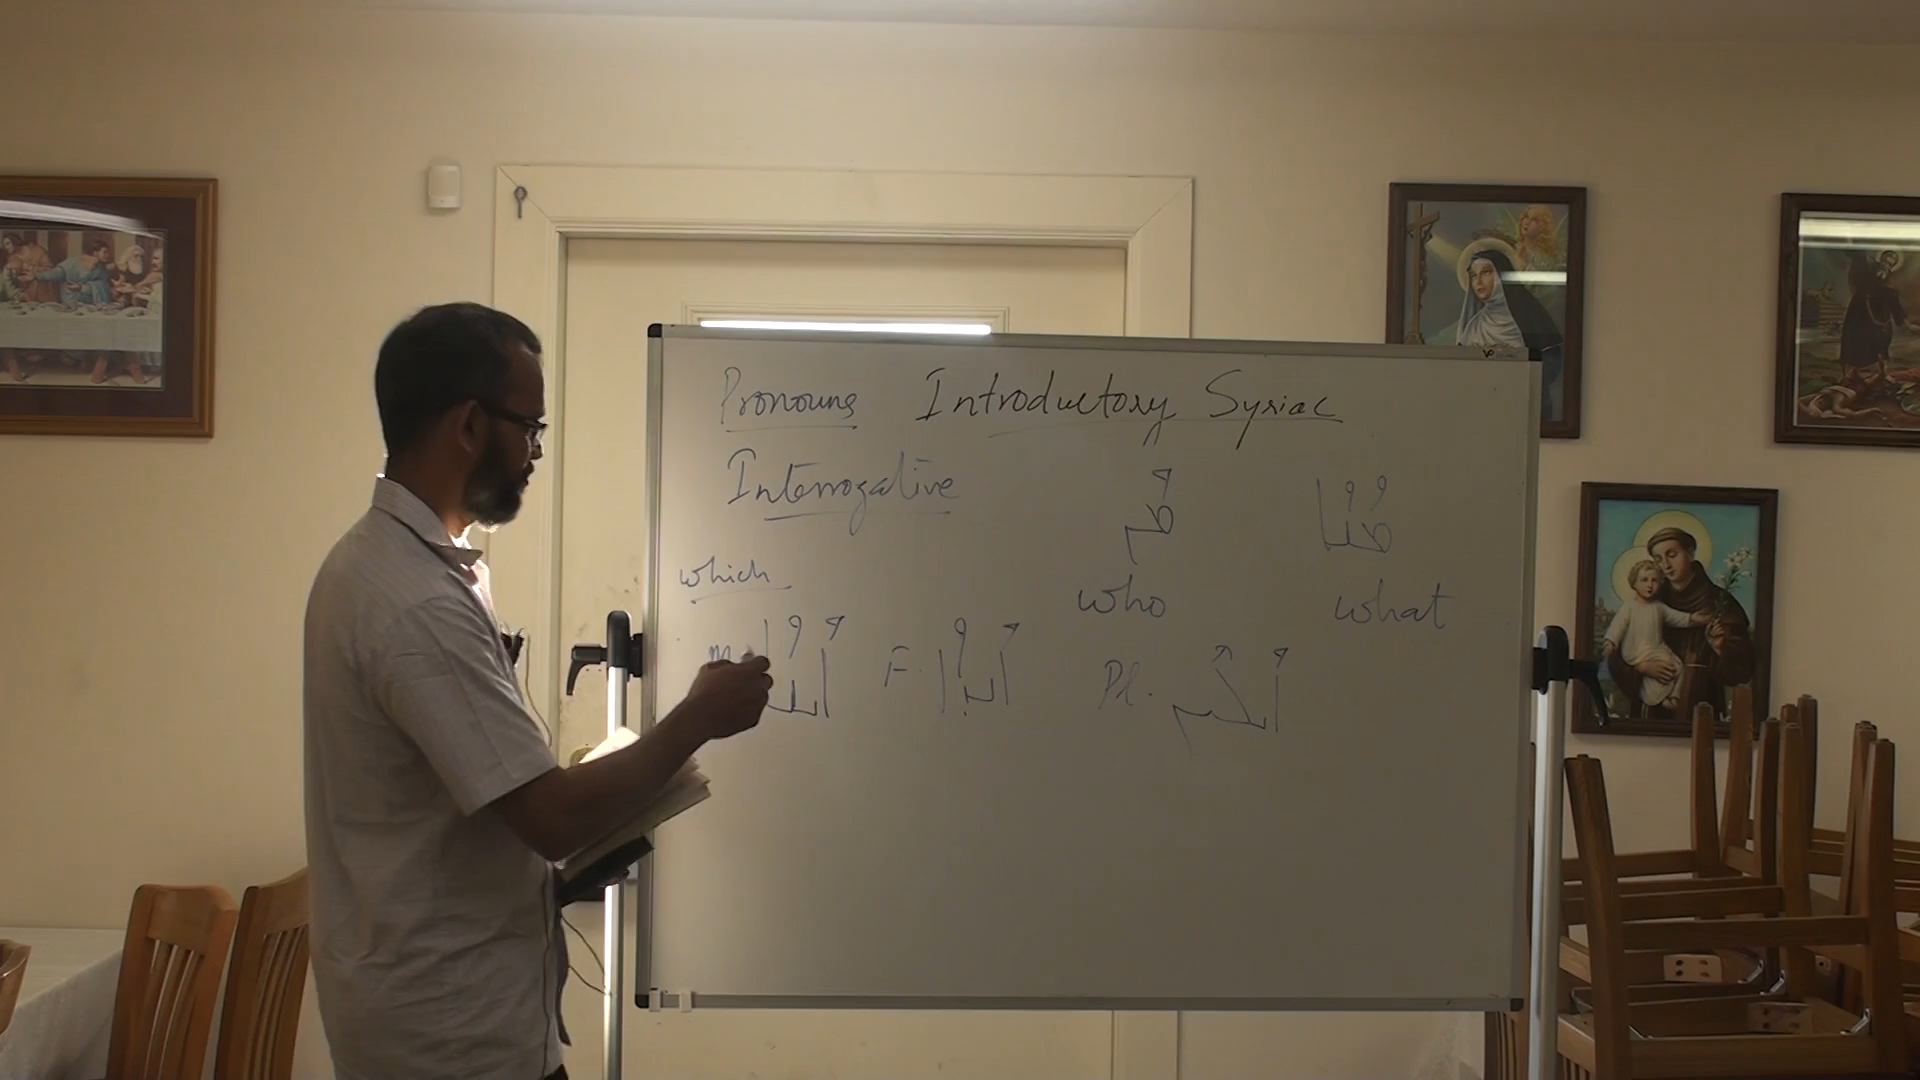 Pronouns Introductory Syriac
Interrogative ܡܰܢ ܡܳܢܳܐ
which who what
m. ܐܰܝܢܳܐ F. ܐܰܝܕܳܐ Pl. ܐܰܝܠܶܝܢ